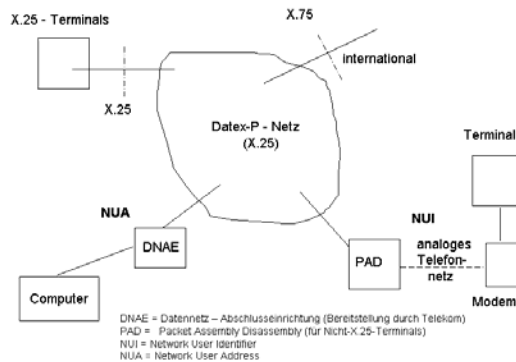 X.25 - Terminals
X.75
international
X.25
Datex-P - Netz
(X.25)
Terminal
NUA
NUI
DNAE
PAD
analoges
Telefon-
netz
Computer
Modem
DNAE = Datennetz – Abschlusseinrichtung (Bereitstellung durch Telekom)
PAD = Packet Assembly Disassembly (für Nicht-X.25-Terminals)
NUI = Network User Identifier
NUA = Network User Address